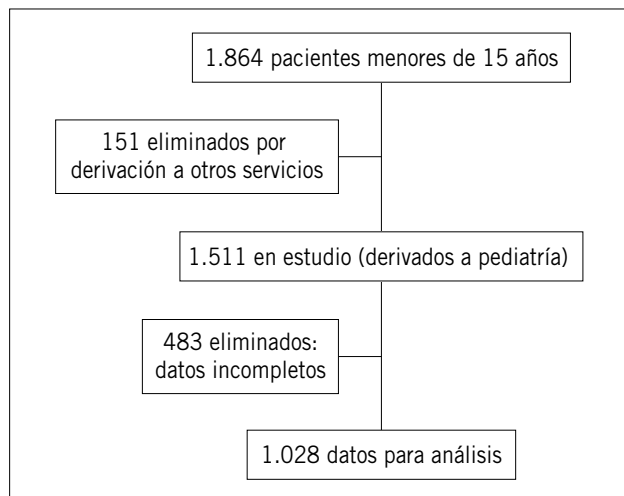 1.864 pacientes menores de 15 años
151 eliminados por
derivación a otros servicios
1.511 en estudio (derivados a pediatría)
483 eliminados:
datos incompletos
1.028 datos para análisis